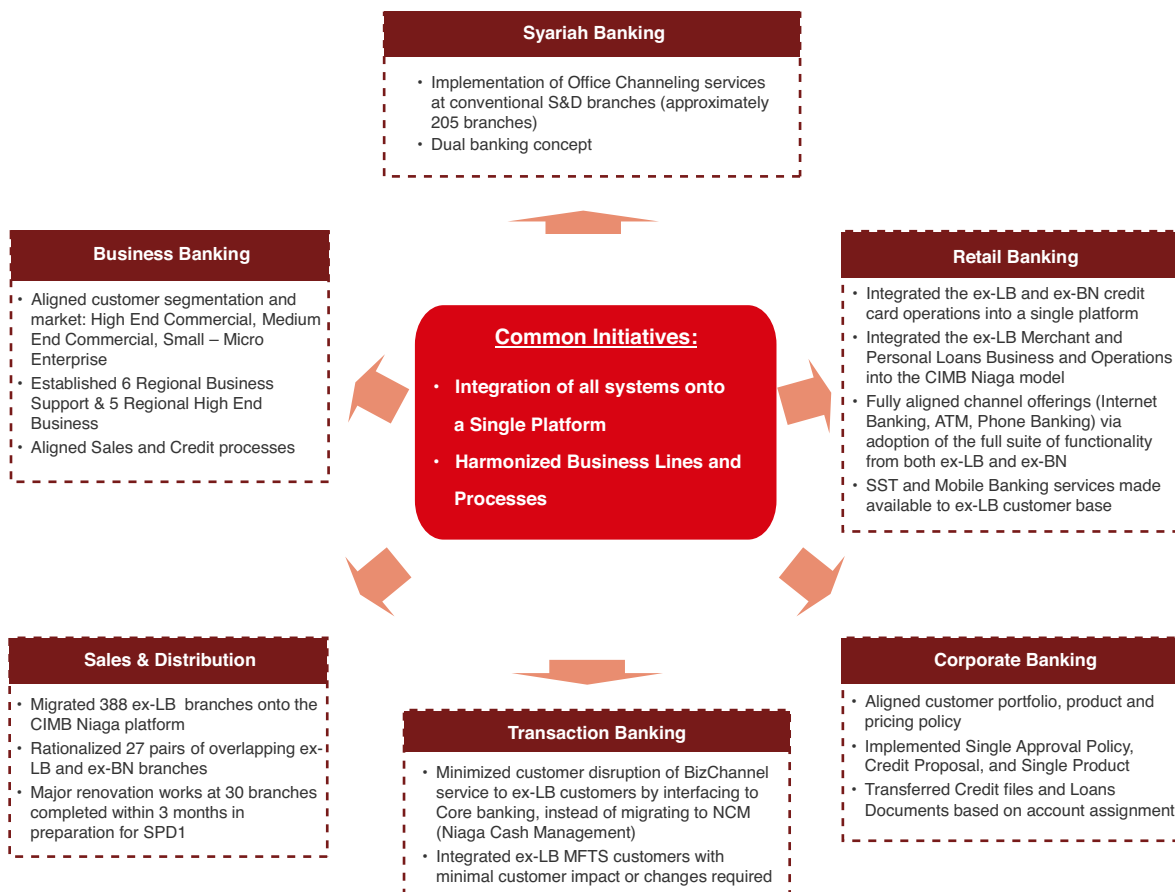 Syariah Banking
• Implementation of Office Channeling services
at conventional S&D branches (approximately
205 branches)
• Dual banking concept
Business Banking
• Aligned customer segmentation and
market: High End Commercial, Medium
End Commercial, Small – Micro
Enterprise
• Established 6 Regional Business
Support & 5 Regional High End
Business
• Aligned Sales and Credit processes
Common Initiatives:
• Integration of all systems onto
a Single Platform
• Harmonized Business Lines and
Processes
Retail Banking
• Integrated the ex-LB and ex-BN credit
card operations into a single platform
• Integrated the ex-LB Merchant and
Personal Loans Business and Operations
into the CIMB Niaga model
• Fully aligned channel offerings (Internet
Banking, ATM, Phone Banking) via
adoption of the full suite of functionality
from both ex-LB and ex-BN
• SST and Mobile Banking services made
available to ex-LB customer base
Sales & Distribution
• Migrated 388 ex-LB branches onto the
CIMB Niaga platform
• Rationalized 27 pairs of overlapping ex-
LB and ex-BN branches
• Major renovation works at 30 branches
completed within 3 months in
preparation for SPD1
Transaction Banking
• Minimized customer disruption of BizChannel
service to ex-LB customers by interfacing to
Core banking, instead of migrating to NCM
(Niaga Cash Management)
• Integrated ex-LB MFTS customers with
minimal customer impact or changes required
Corporate Banking
• Aligned customer portfolio, product and
pricing policy
• Implemented Single Approval Policy,
Credit Proposal, and Single Product
• Transferred Credit files and Loans
Documents based on account assignment